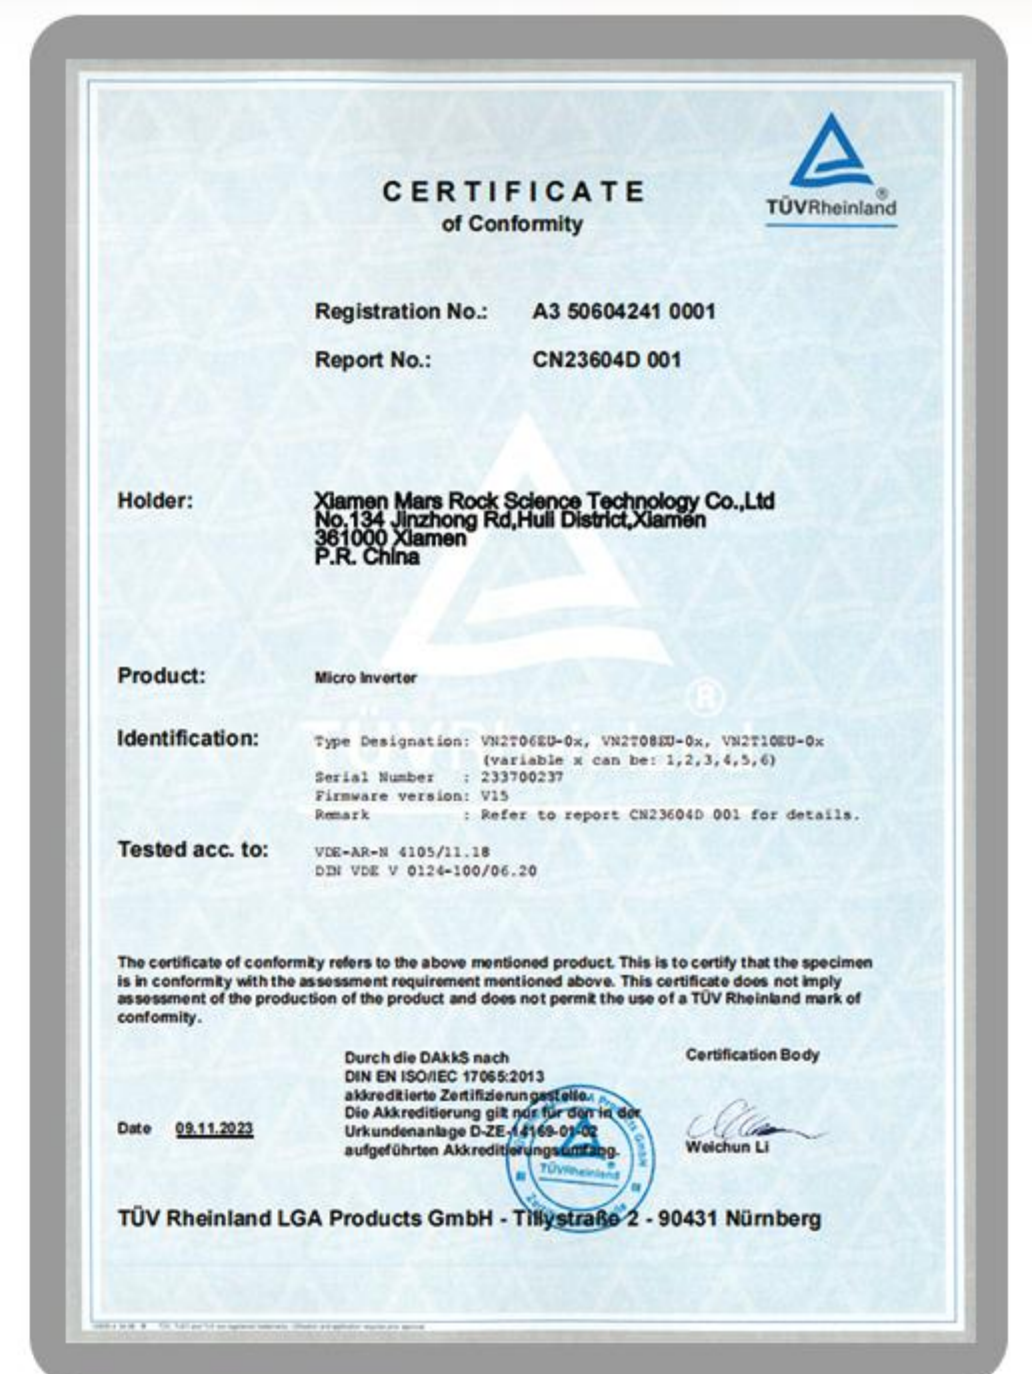 TÜVRheinland®
CERTIFICATE
of Conformity
Registration No.: A3 50604241 0001
Report No.: CN23604D 001
Holder: Xiamen Mars Rock Science Technology Co.,Ltd
No.134 Jinzhong Rd,Huli District,Xiamen
361000 Xiamen
P.R. China
Product: Micro Inverter
Identification: Type Designation: VN2T06EU-0x, VN2T08EU-0x, VN2T10EU-0x
(variable x can be: 1,2,3,4,5,6)
Serial Number : 233700237
Firmware version: V15
Remark : Refer to report CN23604D 001 for details.
Tested acc. to: VDE-AR-N 4105/11.18
DIN VDE V 0124-100/06.20
The certificate of conformity refers to the above mentioned product. This is to certify that the specimen
is in conformity with the assessment requirement mentioned above. This certificate does not imply
assessment of the production of the product and does not permit the use of a TÜV Rheinland mark of
conformity.
Durch die DAkkS nach
DIN EN ISO/IEC 17065:2013
akkreditierte Zertifizierungsstelle.
Die Akkreditierung gilt nur für den in der
Urkundenanlage D-ZE-14169-01-02
aufgeführten Akkreditierungsumfang.
Certification Body
Date 09.11.2023
Weichun Li
TÜVRheinland
TÜV Rheinland LGA Products GmbH - Tillystraße 2 - 90431 Nürnberg